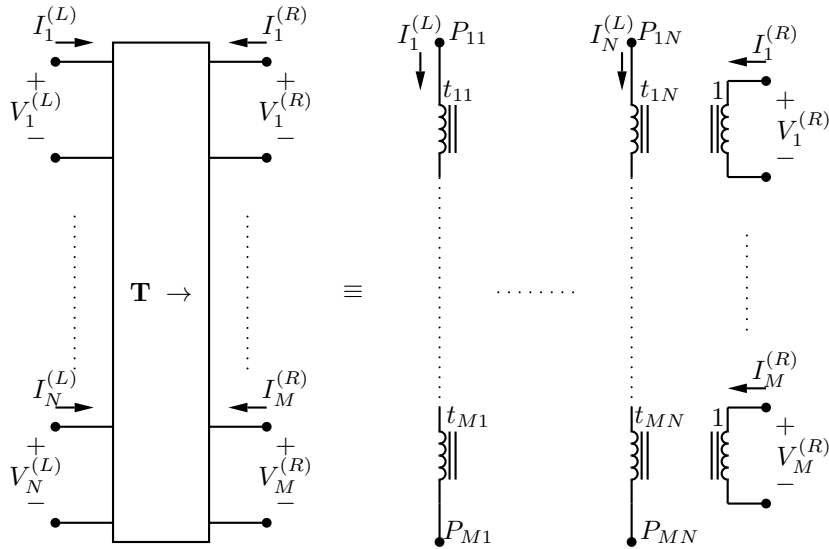 I_1^{(L)} I_1^{(R)} I_1^{(L)} P_{11} I_N^{(L)} P_{1N} I_1^{(R)}
+ + t_{11} t_{1N} 1 +
V_1^{(L)} V_1^{(R)} V_1^{(R)}
− − −
T → ≡
I_N^{(L)} I_M^{(R)} I_M^{(R)}
+ + t_{M1} t_{MN} 1 +
V_N^{(L)} V_M^{(R)} V_M^{(R)}
− − −
P_{M1} P_{MN}